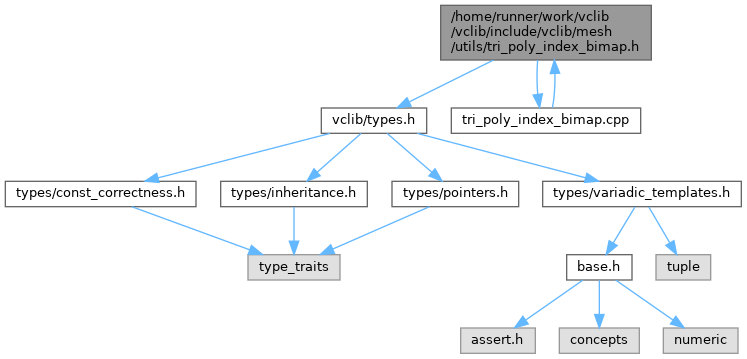 /home/runner/work/vclib
/vclib/include/vclib/mesh
/utils/tri_poly_index_bimap.h
vclib/types.h
tri_poly_index_bimap.cpp
types/const_correctness.h
types/inheritance.h
types/pointers.h
types/variadic_templates.h
type_traits
base.h
tuple
assert.h
concepts
numeric